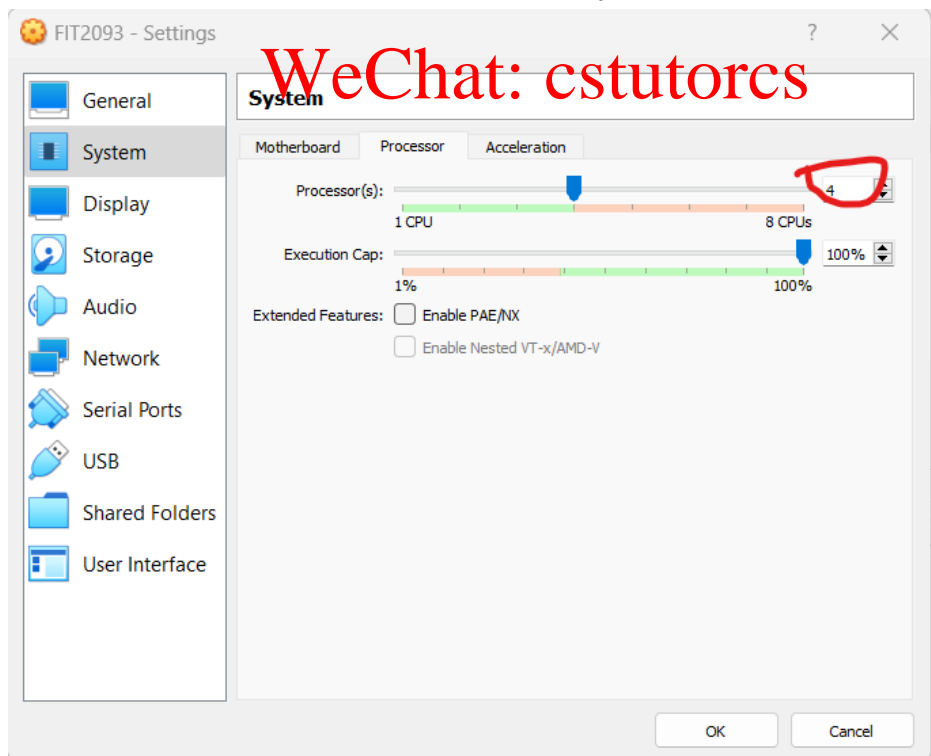 FIT2093 - Settings
?
WeChat: cstutorcs
General
System
Display
Storage
Audio
Network
Serial Ports
USB
Shared Folders
User Interface
System
Motherboard Processor Acceleration
Processor(s): 4
1 CPU 8 CPUs
Execution Cap: 100%
1% 100%
Extended Features: Enable PAE/NX
Enable Nested VT-x/AMD-V
OK Cancel